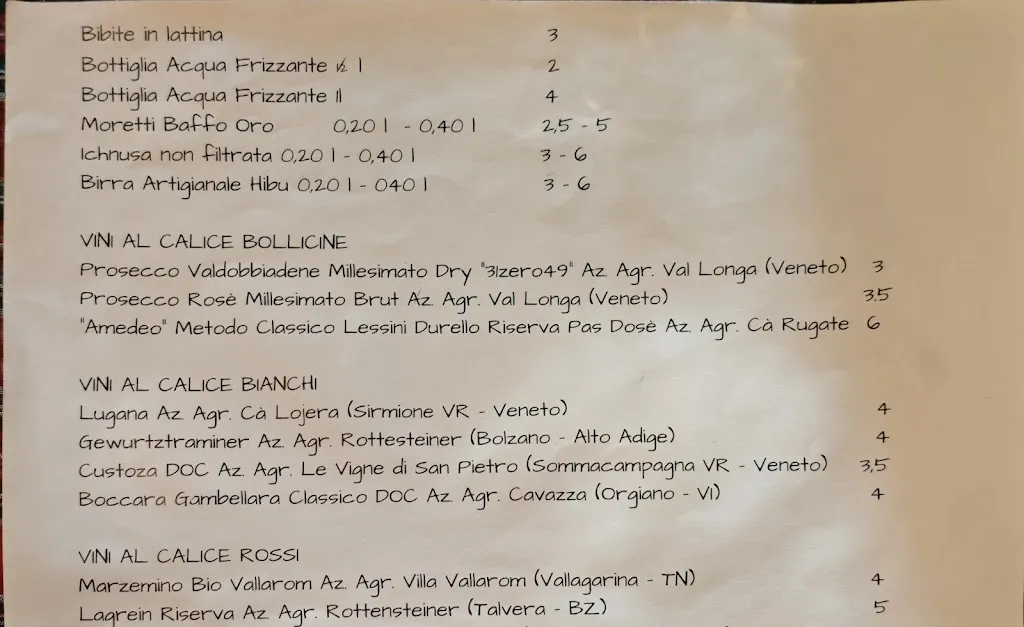 Bibite in lattina 3
Bottiglia Acqua Frizzante ½ l 2
Bottiglia Acqua Frizzante 1l 4
Moretti Baffo Oro 0,20 l - 0,40 l 2,5 - 5
Ichnusa non filtrata 0,20 l - 0,40 l 3 - 6
Birra Artigianale Hibu 0,20 l - 040 l 3 - 6
VINI AL CALICE BOLLICINE
Prosecco Valdobbiadene Millesimato Dry "31zero49" Az. Agr. Val Longa (Veneto) 3
Prosecco Rosè Millesimato Brut Az. Agr. Val Longa (Veneto) 3.5
"Amedeo" Metodo Classico Lessini Durello Riserva Pas Dosè Az. Agr. Cà Rugate 6
VINI AL CALICE BIANCHI
Lugana Az. Agr. Cà Lojera (Sirmione VR - Veneto) 4
Gewurtztraminer Az. Agr. Rottesteiner (Bolzano - Alto Adige) 4
Custoza DOC Az. Agr. Le Vigne di San Pietro (Sommacampagna VR - Veneto) 3,5
Boccara Gambellara Classico DOC Az. Agr. Cavazza (Orgiano - VI) 4
VINI AL CALICE ROSSI
Marzemino Bio Vallarom Az. Agr. Villa Vallarom (Vallagarina - TN) 4
Lagrein Riserva Az. Agr. Rottensteiner (Talvera - BZ) 5